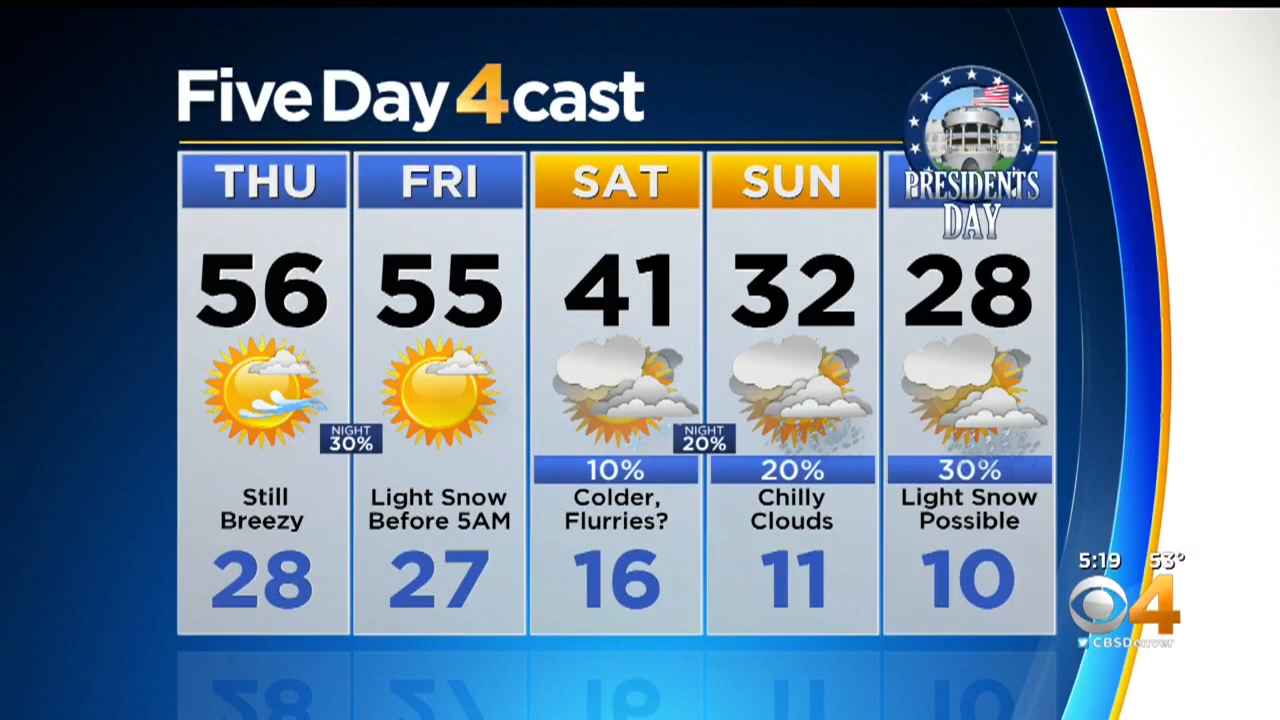 Five Day 4cast
THU FRI SAT SUN PRESIDENTS
DAY
56 55 41 32 28
NIGHT NIGHT
30% 20%
10% 20% 30%
Still Light Snow Colder, Chilly Light Snow
Breezy Before 5AM Flurries? Clouds Possible
28 27 16 11 10
5:19 53°
4
CBSDenver